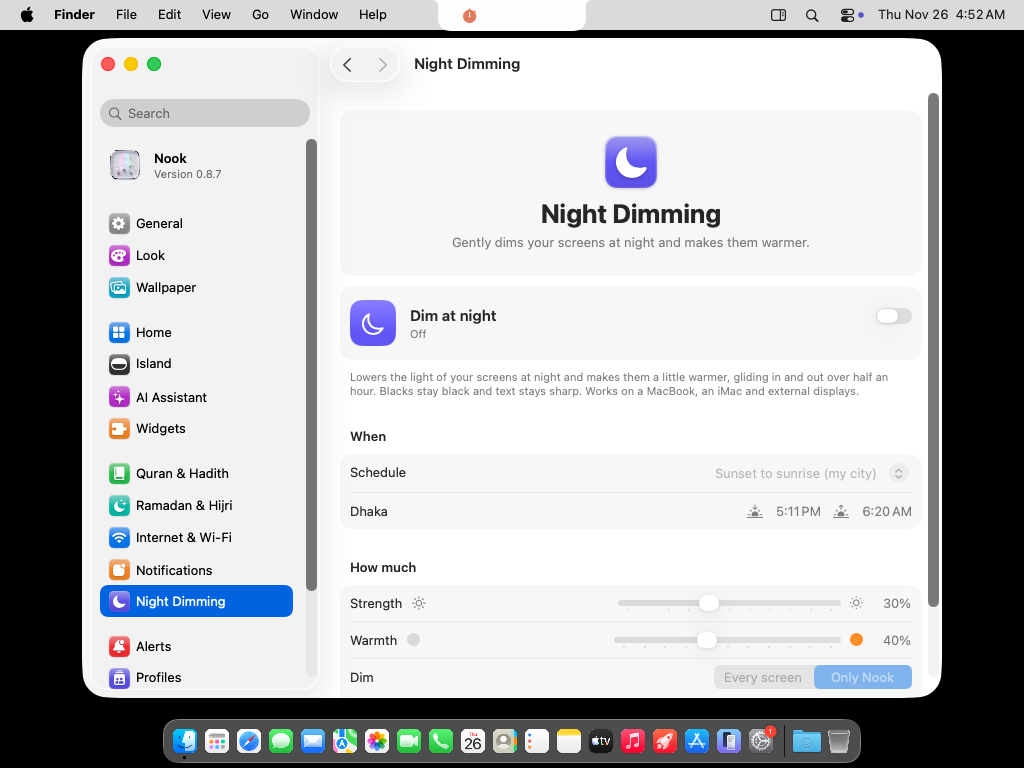 Finder File Edit View Go Window Help Thu Nov 26 4:52 AM
Night Dimming
Search
Nook
Version 0.8.7
General
Look
Wallpaper
Home
Island
AI Assistant
Widgets
Quran & Hadith
Ramadan & Hijri
Internet & Wi-Fi
Notifications
Night Dimming
Alerts
Profiles
Night Dimming
Gently dims your screens at night and makes them warmer.
Dim at night
Off
Lowers the light of your screens at night and makes them a little warmer, gliding in and out over half an
hour. Blacks stay black and text stays sharp. Works on a MacBook, an iMac and external displays.
When
Schedule Sunset to sunrise (my city)
Dhaka 5:11 PM 6:20 AM
How much
Strength 30%
Warmth 40%
Dim Every screen Only Nook
Thu
26
tv
1